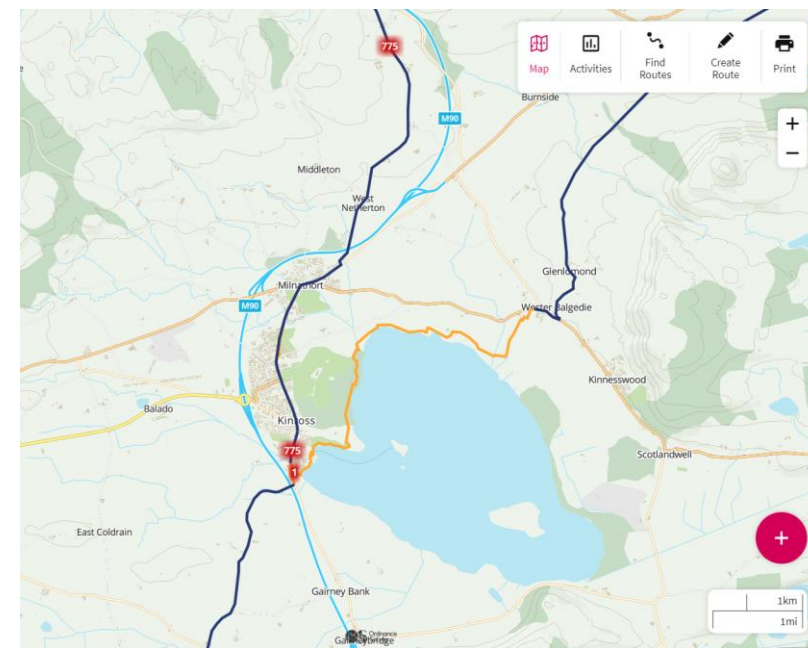 775
Map
Activities
Find
Routes
Create
Route
Print
Burnside
+
M90
−
Middleton
West
Netherton
Glenlomond
Milnathort
M90
Wester Balgedie
Kinnesswood
Balado
Kinross
775
Scotlandwell
1
East Coldrain
+
Gairney Bank
1km
1mi
Ordnance